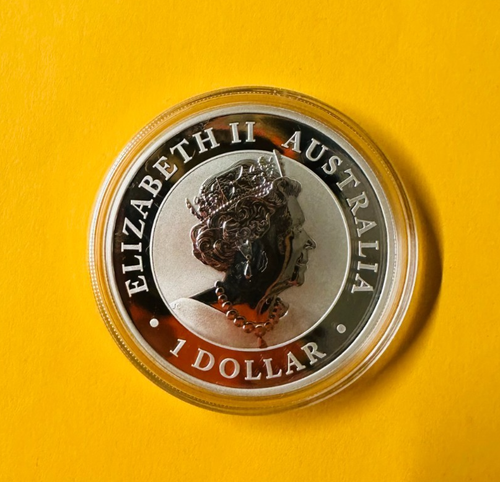 ELIZABETH II AUSTRALIA
• 1 DOLLAR •